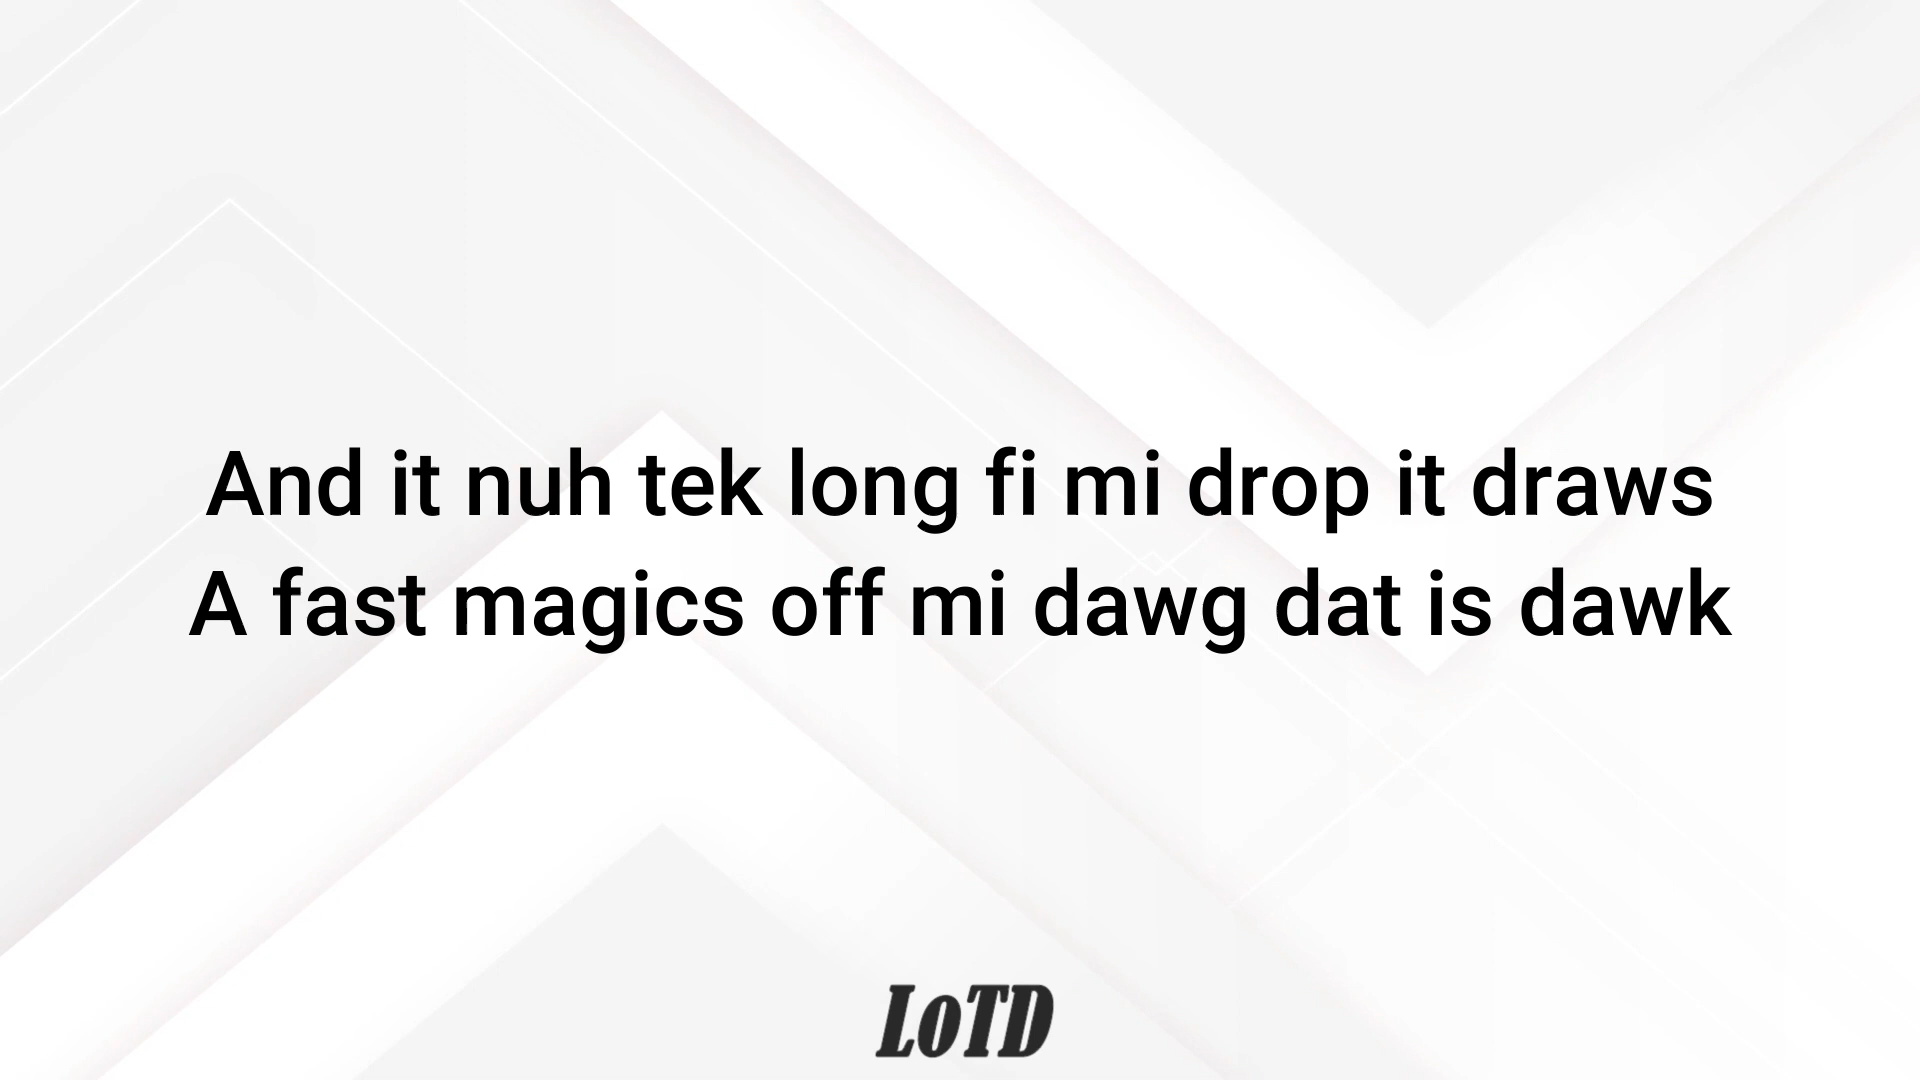 And it nuh tek long fi mi drop it draws
A fast magics off mi dawg dat is dawk
LoTD